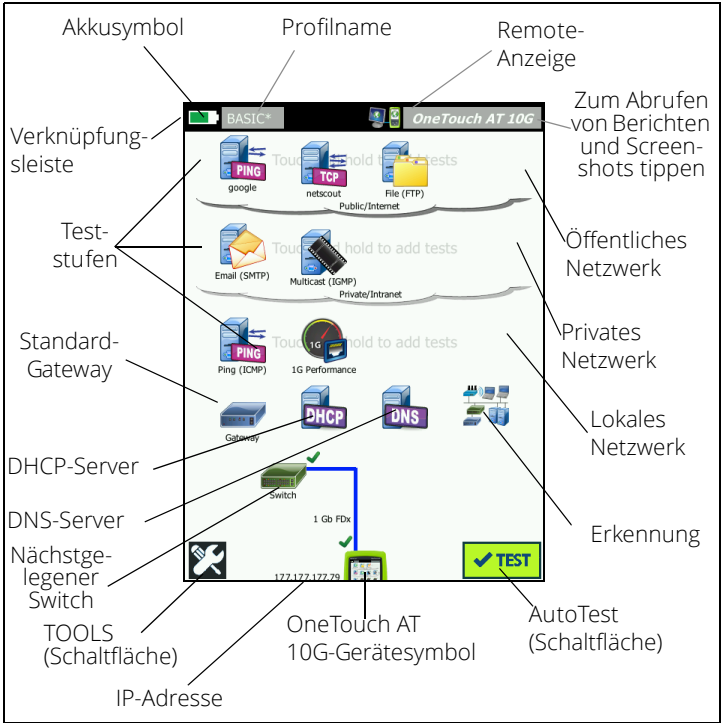 Akkusymbol
Profilname
Remote-
Anzeige
Zum Abrufen
von Berichten
und Screen-
shots tippen
Verknüpfung-
sleiste
BASIC*
OneTouch AT 10G
Touch and hold to add tests
PING
google
TCP
netscout
File (FTP)
Public/Internet
Test-
stufen
Öffentliches
Netzwerk
Touch and hold to add tests
Email (SMTP)
Multicast (IGMP)
Private/Intranet
Privates
Netzwerk
Standard-
Gateway
Touch and hold to add tests
PING
Ping (ICMP)
1G
1G Performance
Lokales
Netzwerk
Gateway
DHCP
DNS
DHCP-Server
DNS-Server
Switch
1 Gb FDx
Erkennung
Nächstge-
legener
Switch
177.177.177.79
TEST
TOOLS
(Schaltfläche)
OneTouch AT
10G-Gerätesymbol
AutoTest
(Schaltfläche)
IP-Adresse